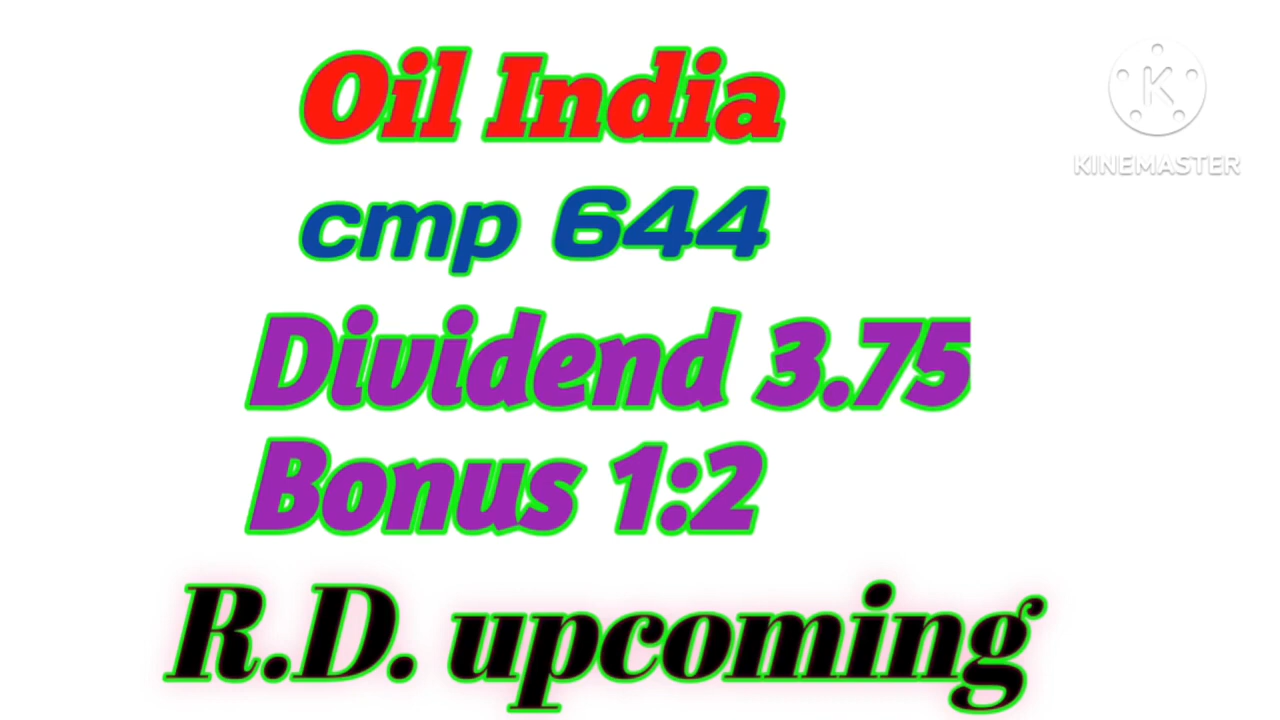 Oil India
K
KINEMASTER
cmp 644
Dividend 3.75
Bonus 1:2
R.D. upcoming